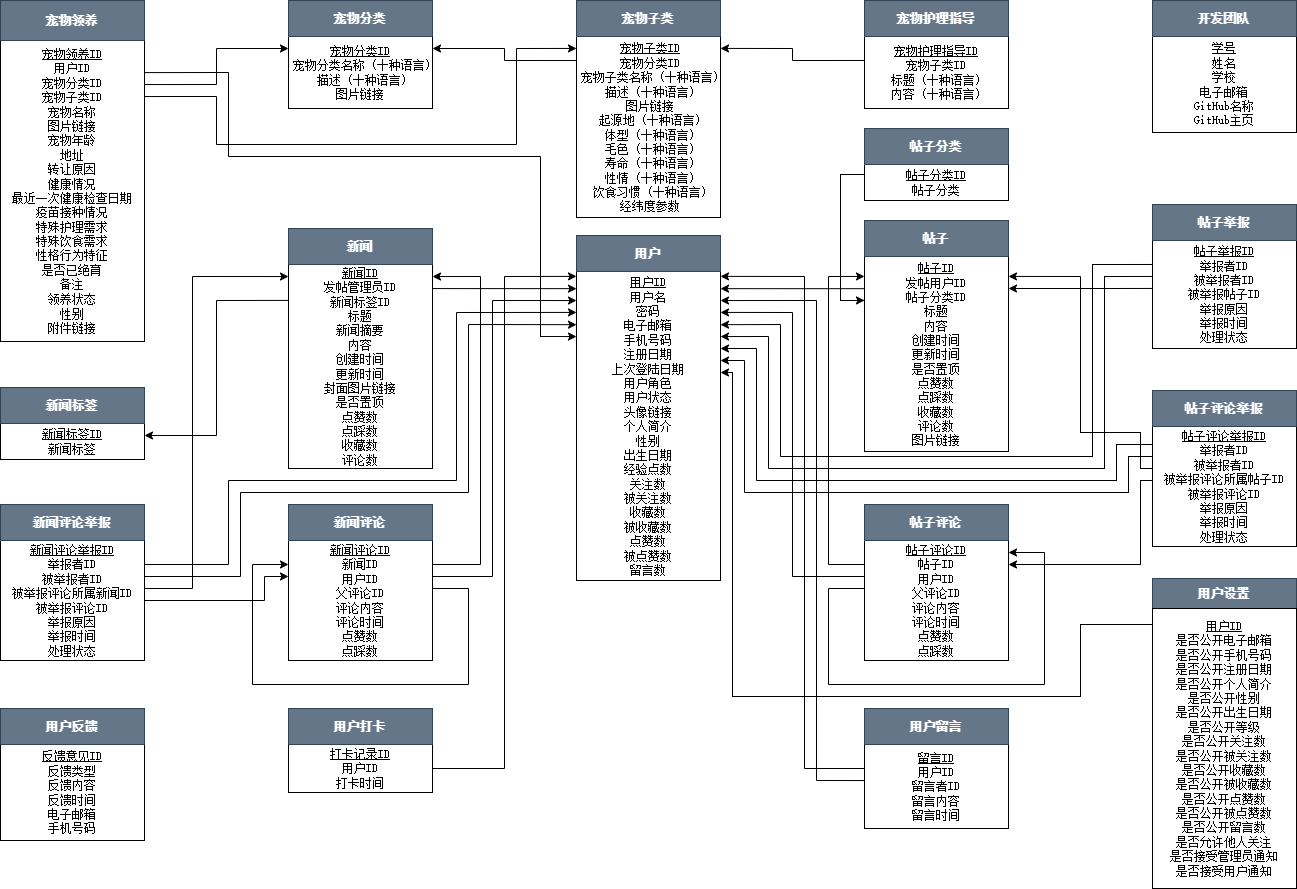 宠物领养
宠物领养ID
用户ID
宠物分类ID
宠物子类ID
宠物名称
图片链接
宠物年龄
地址
转让原因
健康情况
最近一次健康检查日期
疫苗接种情况
特殊护理需求
特殊饮食需求
性格行为特征
是否已绝育
备注
领养状态
性别
附件链接
宠物分类
宠物分类ID
宠物分类名称（十种语言）
描述（十种语言）
图片链接
宠物子类
宠物子类ID
宠物分类ID
宠物子类名称（十种语言）
描述（十种语言）
图片链接
起源地（十种语言）
体型（十种语言）
毛色（十种语言）
寿命（十种语言）
性情（十种语言）
饮食习惯（十种语言）
经纬度参数
宠物护理指导
宠物护理指导ID
宠物子类ID
标题（十种语言）
内容（十种语言）
开发团队
学号
姓名
学校
电子邮箱
GitHub名称
GitHub主页
帖子分类
帖子分类ID
帖子分类
新闻
新闻ID
发帖管理员ID
新闻标签ID
标题
新闻摘要
内容
创建时间
更新时间
封面图片链接
是否置顶
点赞数
点踩数
收藏数
评论数
用户
用户ID
用户名
密码
电子邮箱
手机号码
注册日期
上次登陆日期
用户角色
用户状态
头像链接
个人简介
性别
出生日期
经验点数
关注数
被关注数
收藏数
被收藏数
点赞数
被点赞数
留言数
帖子
帖子ID
发帖用户ID
帖子分类ID
标题
内容
创建时间
更新时间
是否置顶
点赞数
点踩数
收藏数
评论数
图片链接
帖子举报
帖子举报ID
举报者ID
被举报者ID
被举报帖子ID
举报原因
举报时间
处理状态
新闻标签
新闻标签ID
新闻标签
帖子评论举报
帖子评论举报ID
举报者ID
被举报者ID
被举报评论所属帖子ID
被举报评论ID
举报原因
举报时间
处理状态
新闻评论举报
新闻评论举报ID
举报者ID
被举报者ID
被举报评论所属新闻ID
被举报评论ID
举报原因
举报时间
处理状态
新闻评论
新闻评论ID
新闻ID
用户ID
父评论ID
评论内容
评论时间
点赞数
点踩数
帖子评论
帖子评论ID
帖子ID
用户ID
父评论ID
评论内容
评论时间
点赞数
点踩数
用户设置
用户ID
是否公开电子邮箱
是否公开手机号码
是否公开注册日期
是否公开个人简介
是否公开性别
是否公开出生日期
是否公开等级
是否公开关注数
是否公开被关注数
是否公开收藏数
是否公开被收藏数
是否公开点赞数
是否公开被点赞数
是否公开留言数
是否允许他人关注
是否接受管理员通知
是否接受用户通知
用户反馈
反馈意见ID
反馈类型
反馈内容
反馈时间
电子邮箱
手机号码
用户打卡
打卡记录ID
用户ID
打卡时间
用户留言
留言ID
用户ID
留言者ID
留言内容
留言时间